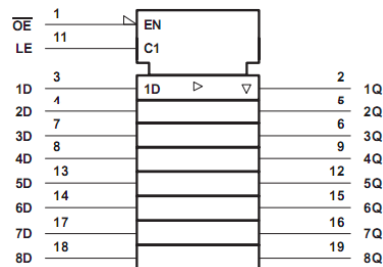 OE 1 EN
LE 11 C1
1D 3 1D 2 1Q
2D 4 5 2Q
3D 7 6 3Q
4D 8 9 4Q
5D 13 12 5Q
6D 14 15 6Q
7D 17 16 7Q
8D 18 19 8Q